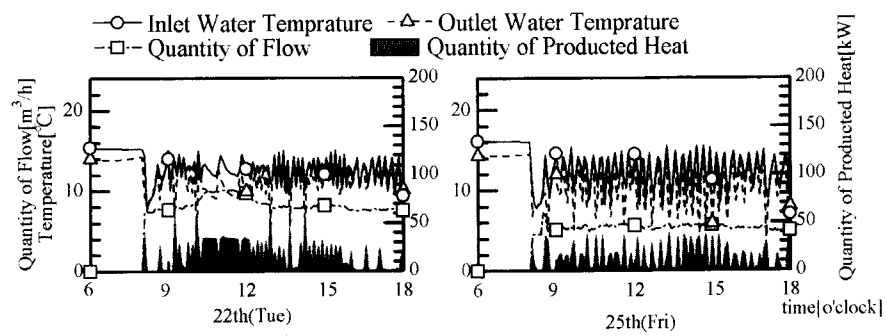 Inlet Water Temprature Outlet Water Temprature
Quantity of Flow Quantity of Producted Heat
Quantity of Flow[m³/h]
Temperature[℃]
20
10
0
200
150
100
50
0
6 9 12 15 18
22th(Tue)
20
10
0
200
150
100
50
0
6 9 12 15 18
25th(Fri)
time[o'clock]
Quantity of Producted Heat[kW]